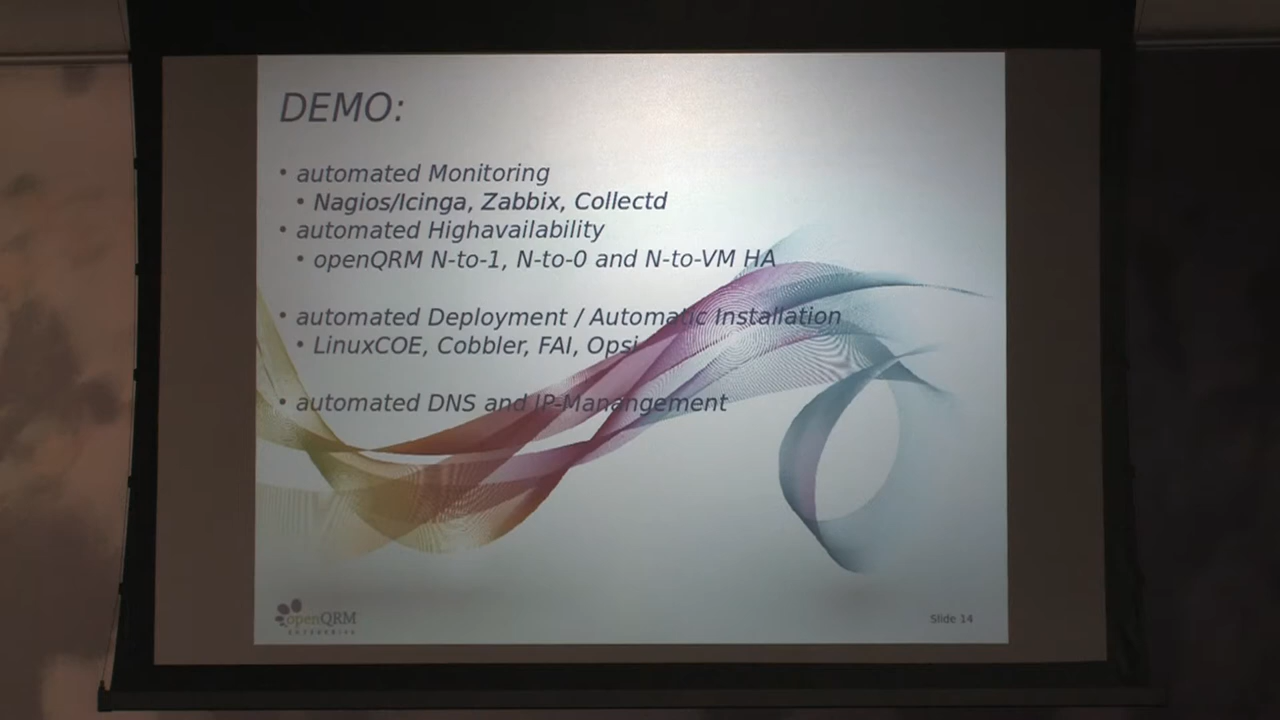 DEMO:
• automated Monitoring
• Nagios/Icinga, Zabbix, Collectd
• automated Highavailability
• openQRM N-to-1, N-to-0 and N-to-VM HA
• automated Deployment / Automatic Installation
• LinuxCOE, Cobbler, FAI, Opsi
• automated DNS and IP-Manangement
openQRM
Slide 14